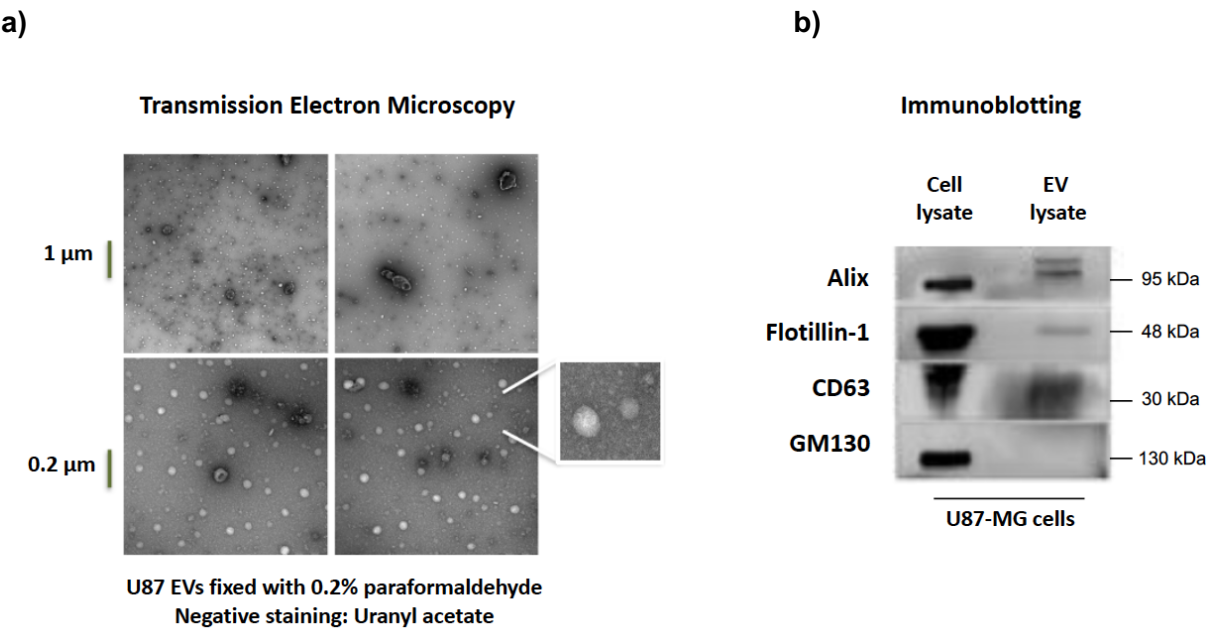 a)
Transmission Electron Microscopy
1 µm
0.2 µm
U87 EVs fixed with 0.2% paraformaldehyde
Negative staining: Uranyl acetate
b)
Immunoblotting
Cell
lysate
EV
lysate
Alix
95 kDa
Flotillin-1
48 kDa
CD63
30 kDa
GM130
130 kDa
U87-MG cells